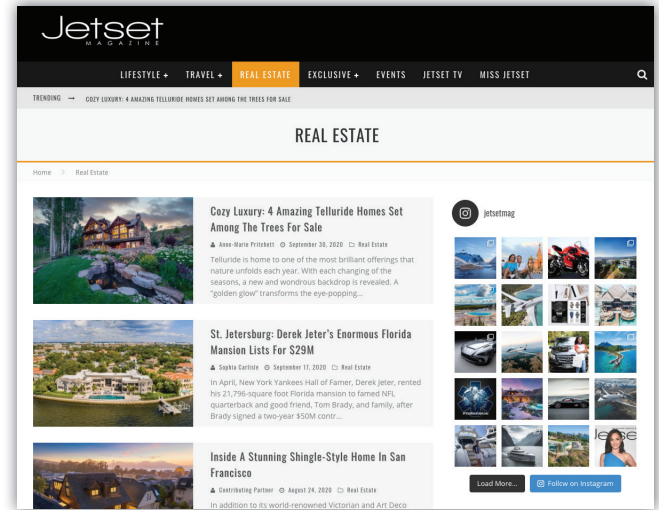 Jetset
MAGAZINE
LIFESTYLE + TRAVEL + REAL ESTATE EXCLUSIVE + EVENTS JETSET TV MISS JETSET
TRENDING → COZY LUXURY: 4 AMAZING TELLURIDE HOMES SET AMONG THE TREES FOR SALE
REAL ESTATE
Home > Real Estate
Cozy Luxury: 4 Amazing Telluride Homes Set
Among The Trees For Sale
Anne-Marie Pritchett September 30, 2020 Real Estate
Telluride is home to one of the most brilliant offerings that
nature unfolds each year. With each changing of the
seasons, a new and wondrous backdrop is revealed. A
"golden glow" transforms the eye-popping...
St. Jetersburg: Derek Jeter's Enormous Florida
Mansion Lists For $29M
Sophia Carlisle September 17, 2020 Real Estate
In April, New York Yankees Hall of Famer, Derek Jeter, rented
his 21,796-square foot Florida mansion to famed NFL
quarterback and good friend, Tom Brady, and family, after
Brady signed a two-year $50M contr...
Inside A Stunning Shingle-Style Home In San
Francisco
Contributing Partner August 24, 2020 Real Estate
In addition to its world-renowned Victorian and Art Deco
jetsetmag
Load More... Follow on Instagram